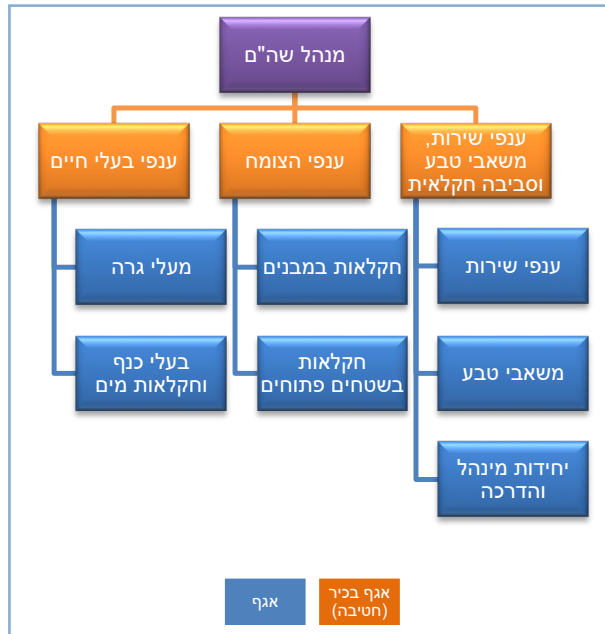 מנהל שה"ם
ענפי שירות,
משאבי טבע
וסביבה חקלאית
ענפי הצומח
ענפי בעלי חיים
ענפי שירות
חקלאות במבנים
מעלי גרה
משאבי טבע
חקלאות
בשטחים פתוחים
בעלי כנף
וחקלאות מים
יחידות מינהל
והדרכה
אגף בכיר
(חטיבה)
אגף